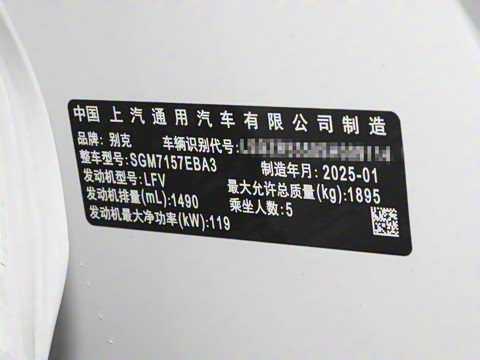 中国 上汽通用汽车有限公司制造
品牌: 别克 车辆识别代号:
整车型号:SGM7157EBA3 制造年月: 2025-01
发动机型号:LFV 最大允许总质量(kg):1895
发动机排量(mL):1490 乘坐人数:5
发动机最大净功率(kW):119